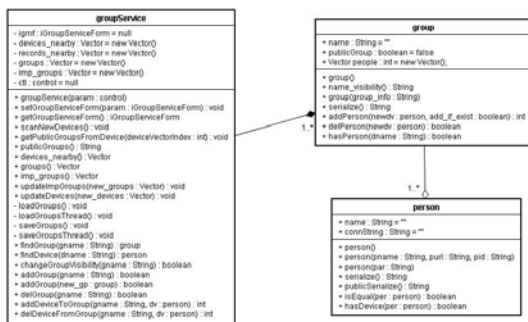 groupService
- igmf : iGroupServiceForm = null
- devices_nearby : Vector = new Vector()
- records_nearby : Vector = new Vector()
- groups : Vector = new Vector()
- imp_groups : Vector = new Vector()
- ctl : control = null
+ groupService(param : control)
+ setGroupServiceForm(param : iGroupServiceForm) : void
+ getGroupServiceForm() : iGroupServiceForm
+ scanNewDevices() : void
+ getPublicGroupsFromDevice(deviceVectorIndex : int) : void
+ publicGroups() : String
+ devices_nearby() : Vector
+ groups() : Vector
+ imp_groups() : Vector
+ updateImpGroups(new_groups : Vector) : void
+ updateDevices(new_devices : Vector) : void
- loadGroups() : void
- loadGroupsThread() : void
- saveGroups() : void
- saveGroupsThread() : void
+ findGroup(gname : String) : group
+ findDevice(dname : String) : person
+ changeGroupVisibility(gname : String) : boolean
+ addGroup(gname : String) : boolean
+ addGroup(new_gp : group) : boolean
+ delGroup(gname : String) : boolean
+ addDeviceToGroup(gname : String, dv : person) : int
+ delDeviceFromGroup(gname : String, dv : person) : int
1..*
group
+ name : String = ""
+ publicGroup : boolean = false
+ Vector people : int = new Vector();
+ group()
+ name_visibility() : String
+ group(group_info : String)
+ serialize() : String
+ addPerson(newdv : person, add_if_exist : boolean) : int
+ delPerson(newdv : person) : boolean
+ hasPerson(dname : String) : boolean
1..*
person
+ name : String = ""
+ connString : String = ""
+ person()
+ person(pname : String, purl : String, pid : String)
+ person(par : String)
+ serialize() : String
+ publicSerialize() : String
+ isEqual(per : person) : boolean
+ hasDevice(per : person) : boolean